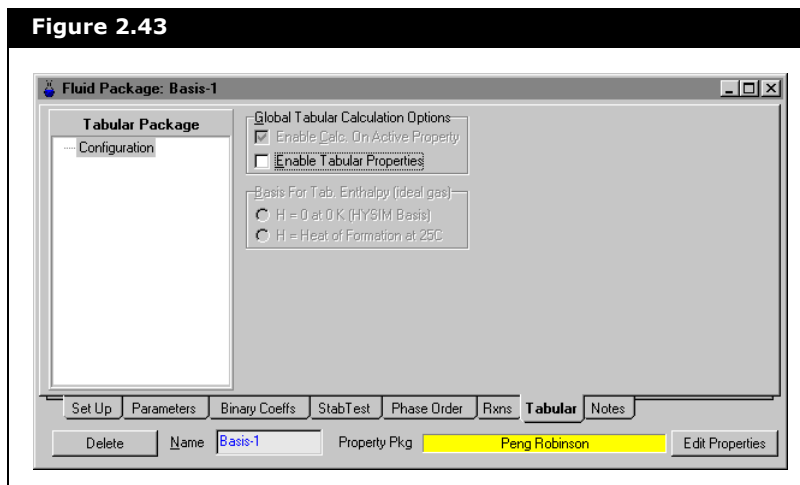 Figure 2.43
Fluid Package: Basis-1
Tabular Package
Configuration
Global Tabular Calculation Options
Enable Calc. On Active Property
Enable Tabular Properties
Basis For Tab. Enthalpy (ideal gas)
H = 0 at 0 K (HYSIM Basis)
H = Heat of Formation at 25C
Set Up Parameters Binary Coeffs StabTest Phase Order Rxns Tabular Notes
Delete Name Basis-1 Property Pkg Peng Robinson Edit Properties